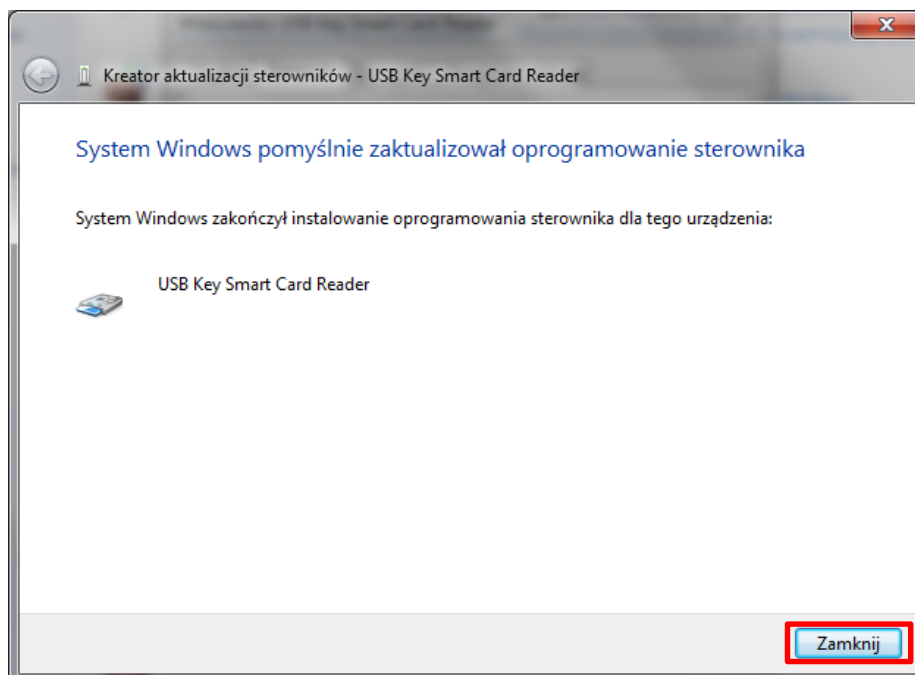 Kreator aktualizacji sterowników - USB Key Smart Card Reader
System Windows pomyślnie zaktualizował oprogramowanie sterownika
System Windows zakończył instalowanie oprogramowania sterownika dla tego urządzenia:
USB Key Smart Card Reader
Zamknij